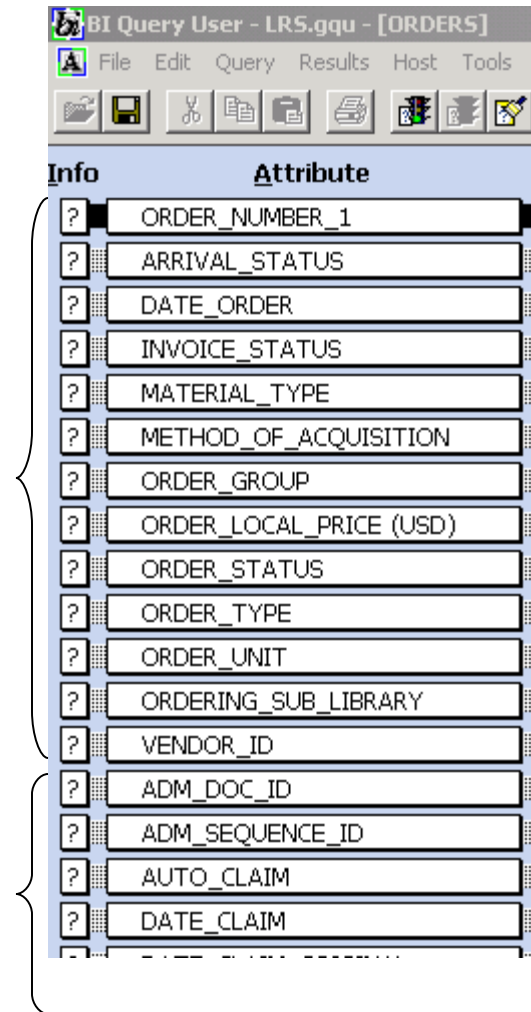 BI Query User - LRS.gqu - [ORDERS]
File Edit Query Results Host Tools
Info Attribute
? ORDER_NUMBER_1
? ARRIVAL_STATUS
? DATE_ORDER
? INVOICE_STATUS
? MATERIAL_TYPE
? METHOD_OF_ACQUISITION
? ORDER_GROUP
? ORDER_LOCAL_PRICE (USD)
? ORDER_STATUS
? ORDER_TYPE
? ORDER_UNIT
? ORDERING_SUB_LIBRARY
? VENDOR_ID
? ADM_DOC_ID
? ADM_SEQUENCE_ID
? AUTO_CLAIM
? DATE_CLAIM